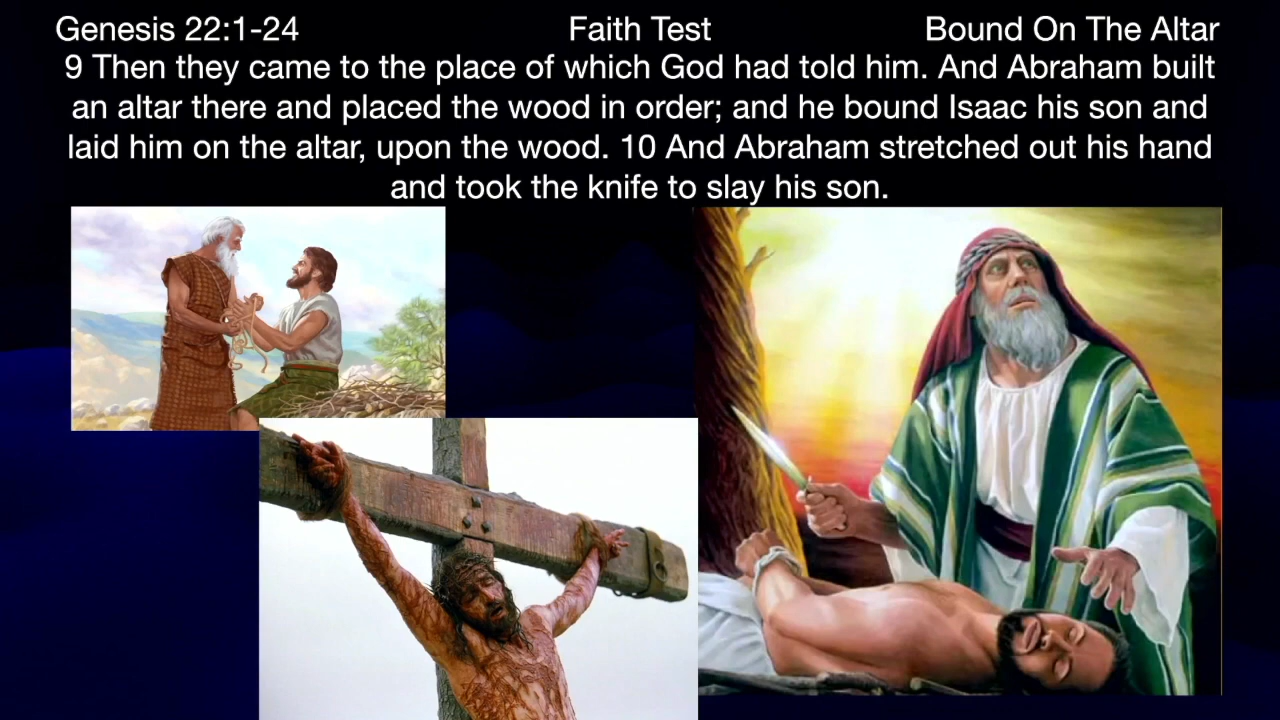 Genesis 22:1-24 Faith Test Bound On The Altar
9 Then they came to the place of which God had told him. And Abraham built
an altar there and placed the wood in order; and he bound Isaac his son and
laid him on the altar, upon the wood. 10 And Abraham stretched out his hand
and took the knife to slay his son.